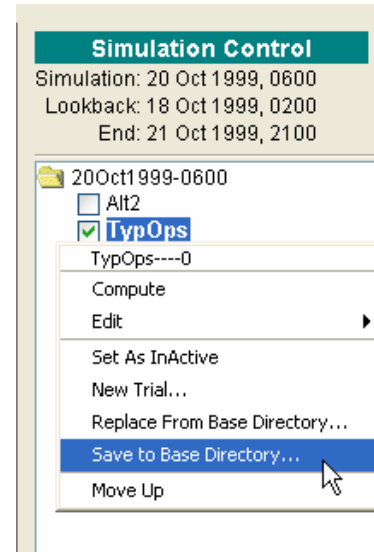 Simulation Control
Simulation: 20 Oct 1999, 0600
Lookback: 18 Oct 1999, 0200
End: 21 Oct 1999, 2100
20Oct1999-0600
Alt2
TypOps
TypOps----0
Compute
Edit
Set As InActive
New Trial...
Replace From Base Directory...
Save to Base Directory...
Move Up